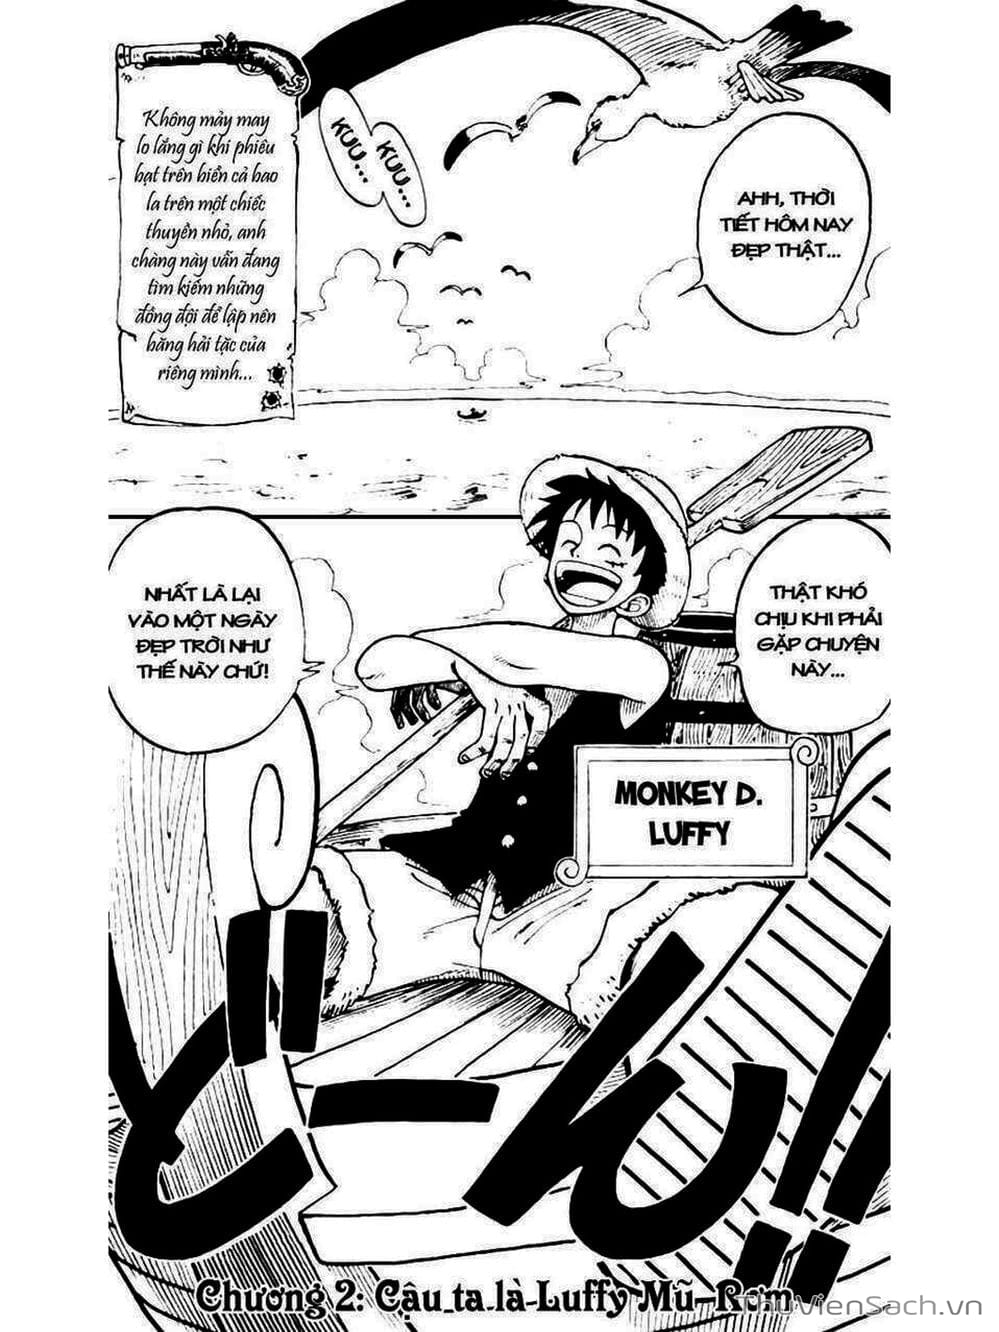 Không mảy may
lo lắng gì khi phiêu
bạt trên biển cả bao
la trên một chiếc
thuyền nhỏ, anh
chàng này vẫn đang
tìm kiếm những
đồng đội để lập nên
băng hải tặc của
riêng mình...
KUU...
KUU...
AHH, THỜI
TIẾT HÔM NAY
ĐẸP THẬT...
THẬT KHÓ
CHỊU KHI PHẢI
GẶP CHUYỆN
NÀY...
NHẤT LÀ LẠI
VÀO MỘT NGÀY
ĐẸP TRỜI NHƯ
THẾ NÀY CHỨ!
MONKEY D.
LUFFY
どーん!!
Chương 2: Cậu ta là Luffy Mũ Rơm
ThuVienSach.vn